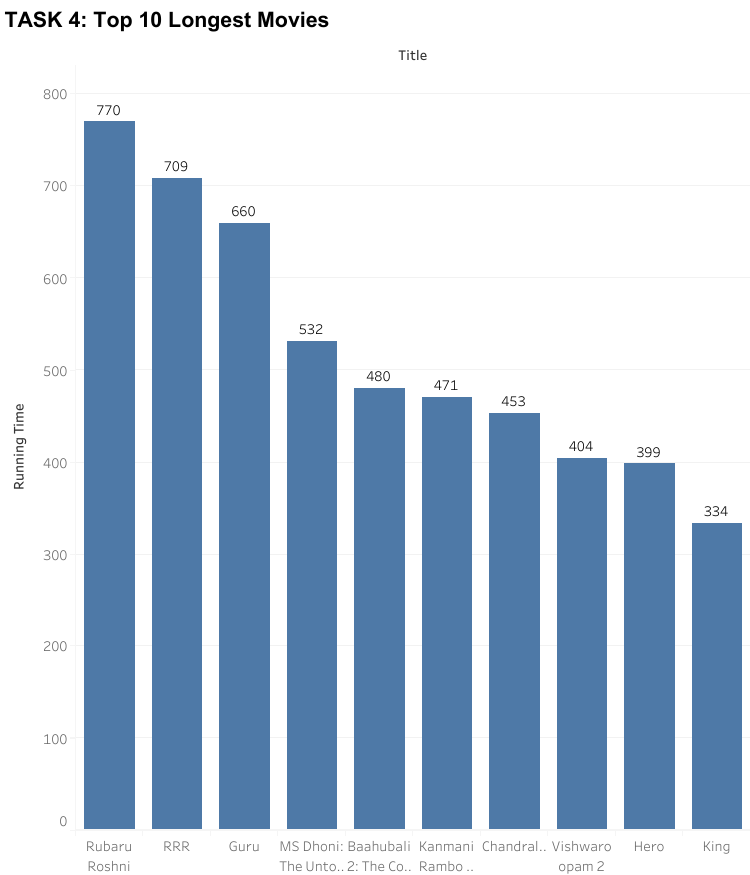 TASK 4: Top 10 Longest Movies
Title
Running Time
800
700
600
500
400
300
200
100
0
770
709
660
532
480
471
453
404
399
334
Rubaru
Roshni
RRR
Guru
MS Dhoni:
The Unto..
Baahubali
2: The Co..
Kanmani
Rambo ..
Chandral..
Vishwaro
opam 2
Hero
King